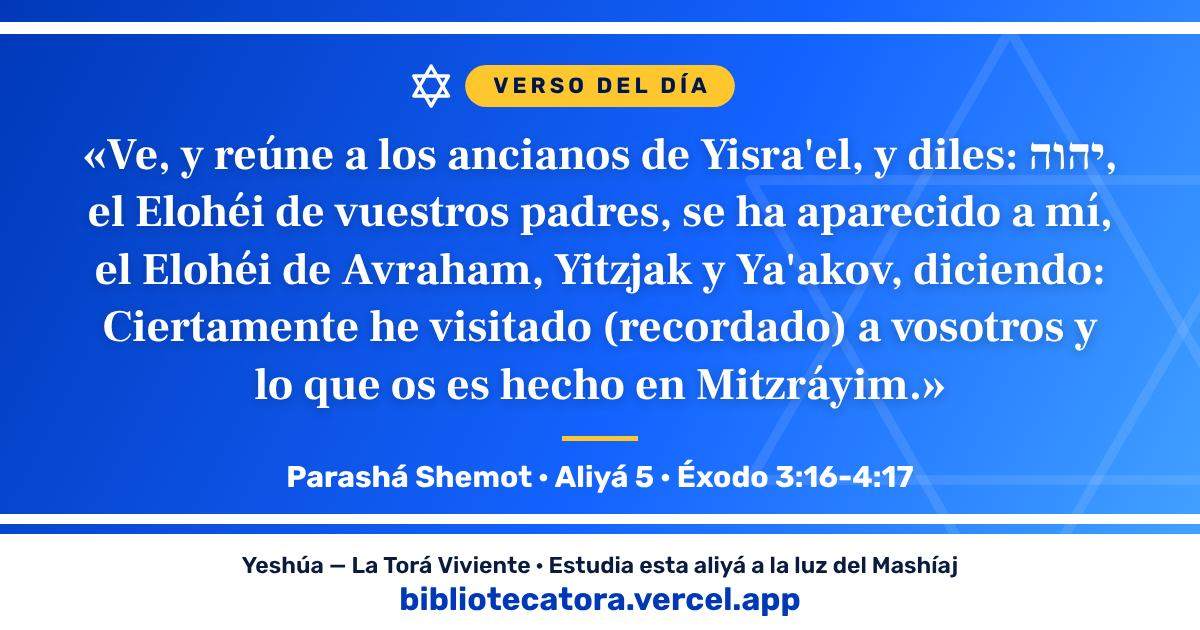 VERSO DEL DÍA
«Ve, y reúne a los ancianos de Yisra'el, y diles: יהוה,
el Elohéi de vuestros padres, se ha aparecido a mí,
el Elohéi de Avraham, Yitzjak y Ya'akov, diciendo:
Ciertamente he visitado (recordado) a vosotros y
lo que os es hecho en Mitzráyim.»
Parashá Shemot • Aliyá 5 • Éxodo 3:16-4:17
Yeshúa — La Torá Viviente • Estudia esta aliyá a la luz del Mashíaj
bibliotecatora.vercel.app